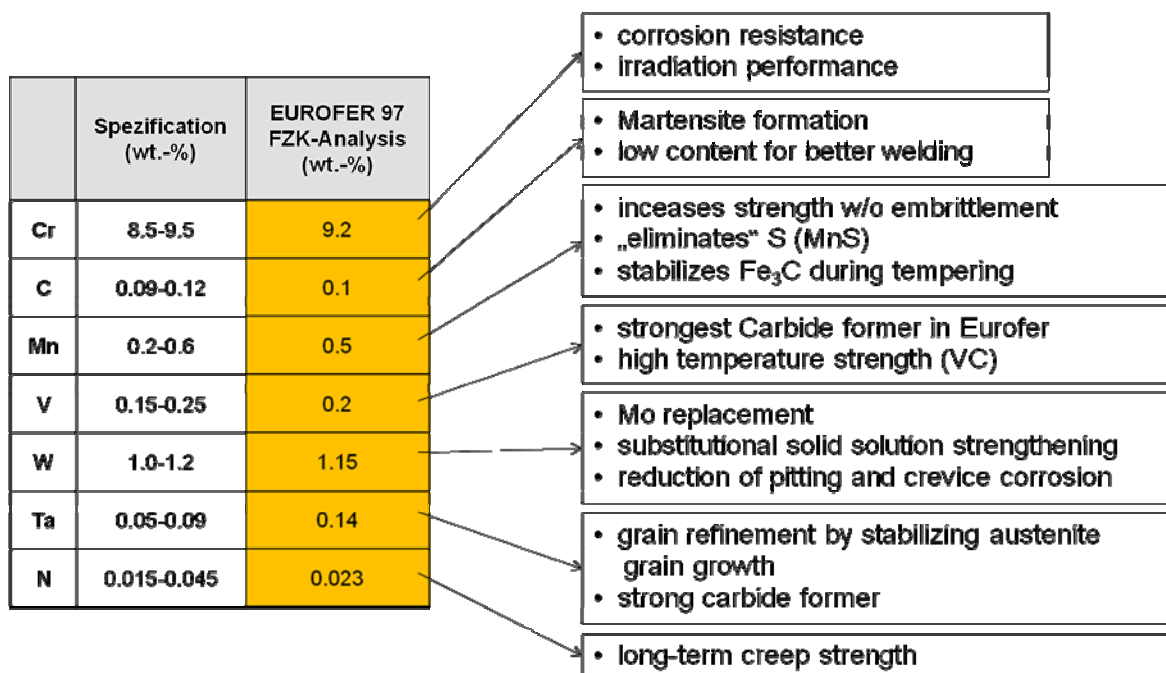 Spezification
(wt.-%)
EUROFER 97
FZK-Analysis
(wt.-%)
Cr 8.5-9.5 9.2
C 0.09-0.12 0.1
Mn 0.2-0.6 0.5
V 0.15-0.25 0.2
W 1.0-1.2 1.15
Ta 0.05-0.09 0.14
N 0.015-0.045 0.023
• corrosion resistance
• irradiation performance
• Martensite formation
• low content for better welding
• inceases strength w/o embrittlement
• „eliminates“ S (MnS)
• stabilizes Fe₃C during tempering
• strongest Carbide former in Eurofer
• high temperature strength (VC)
• Mo replacement
• substitutional solid solution strengthening
• reduction of pitting and crevice corrosion
• grain refinement by stabilizing austenite
grain growth
• strong carbide former
• long-term creep strength